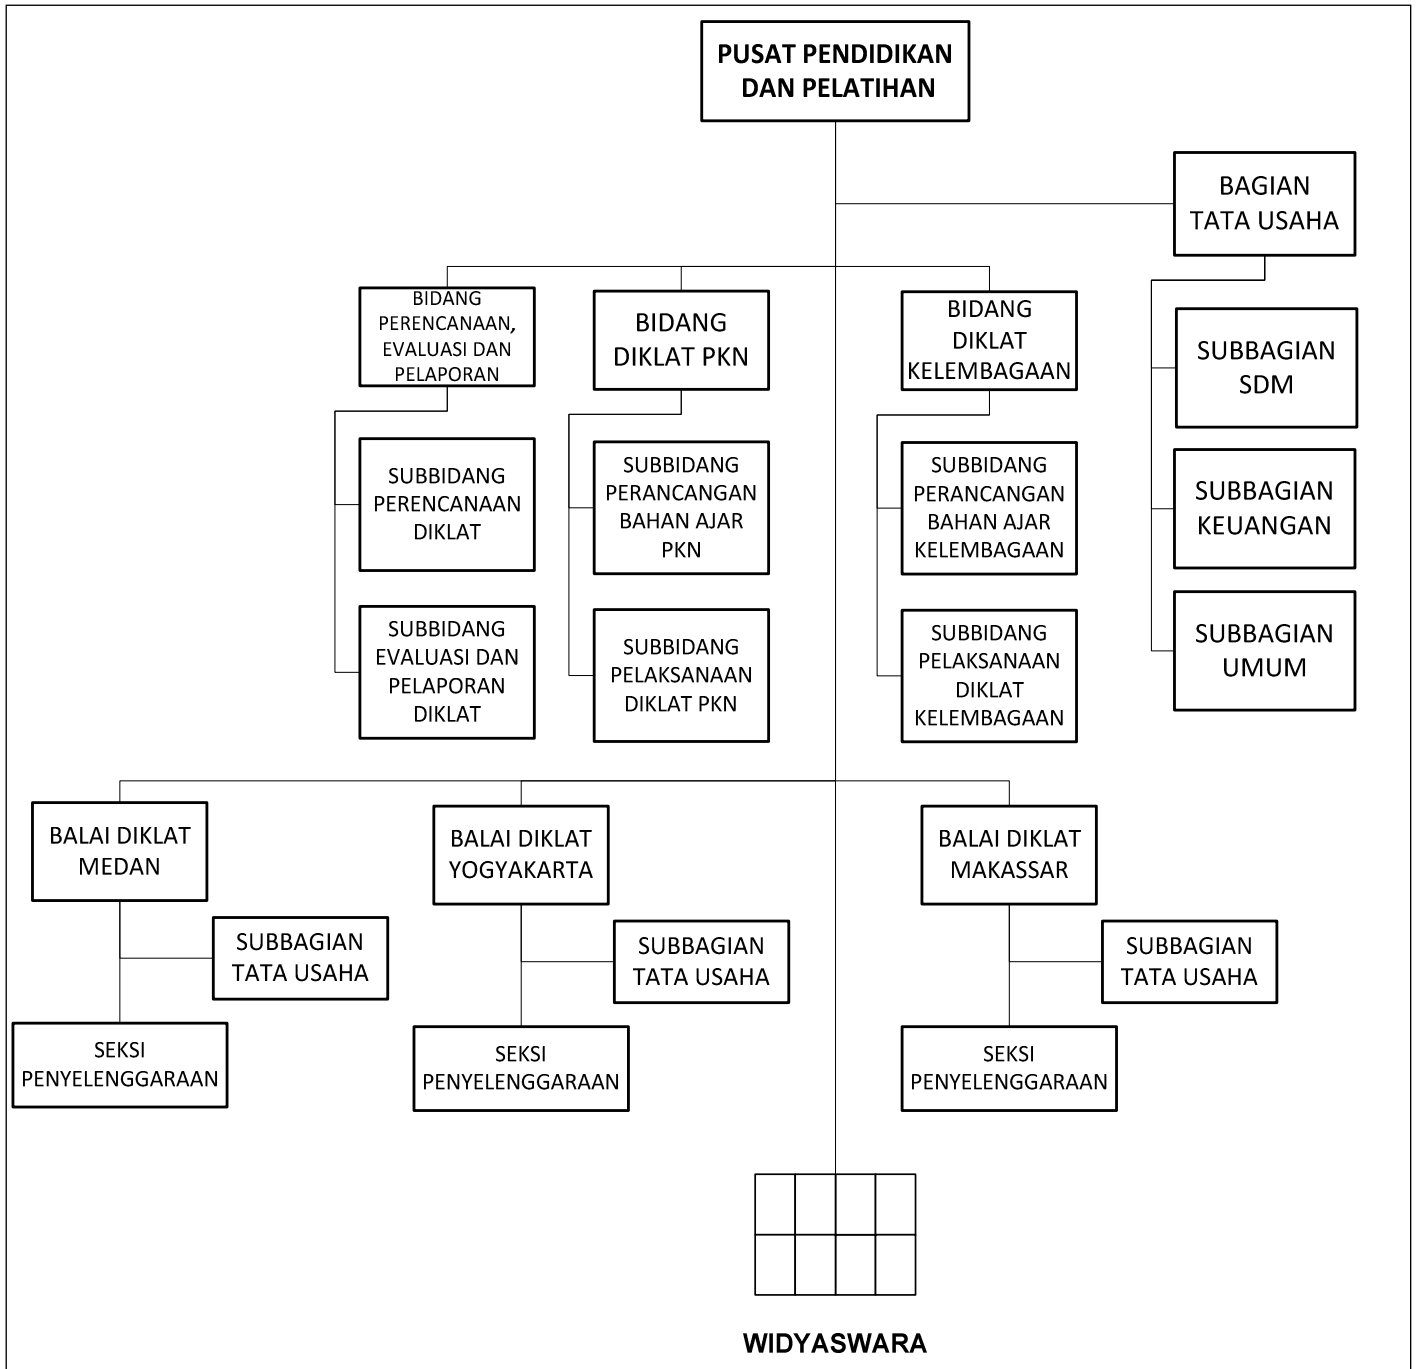 PUSAT PENDIDIKAN
DAN PELATIHAN
BAGIAN
TATA USAHA
BIDANG
PERENCANAAN,
EVALUASI DAN
PELAPORAN
BIDANG
DIKLAT PKN
BIDANG
DIKLAT
KELEMBAGAAN
SUBBAGIAN
SDM
SUBBIDANG
PERENCANAAN
DIKLAT
SUBBIDANG
PERANCANGAN
BAHAN AJAR
PKN
SUBBIDANG
PERANCANGAN
BAHAN AJAR
KELEMBAGAAN
SUBBAGIAN
KEUANGAN
SUBBIDANG
EVALUASI DAN
PELAPORAN
DIKLAT
SUBBIDANG
PELAKSANAAN
DIKLAT PKN
SUBBIDANG
PELAKSANAAN
DIKLAT
KELEMBAGAAN
SUBBAGIAN
UMUM
BALAI DIKLAT
MEDAN
BALAI DIKLAT
YOGYAKARTA
BALAI DIKLAT
MAKASSAR
SUBBAGIAN
TATA USAHA
SUBBAGIAN
TATA USAHA
SUBBAGIAN
TATA USAHA
SEKSI
PENYELENGGARAAN
SEKSI
PENYELENGGARAAN
SEKSI
PENYELENGGARAAN
WIDYASWARA